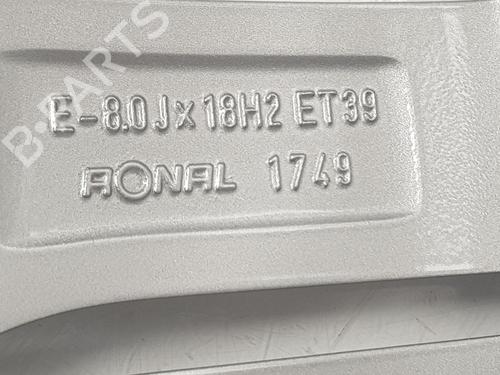 B-PARTS
E-8.0Jx18H2 ET39
RONAL 1749